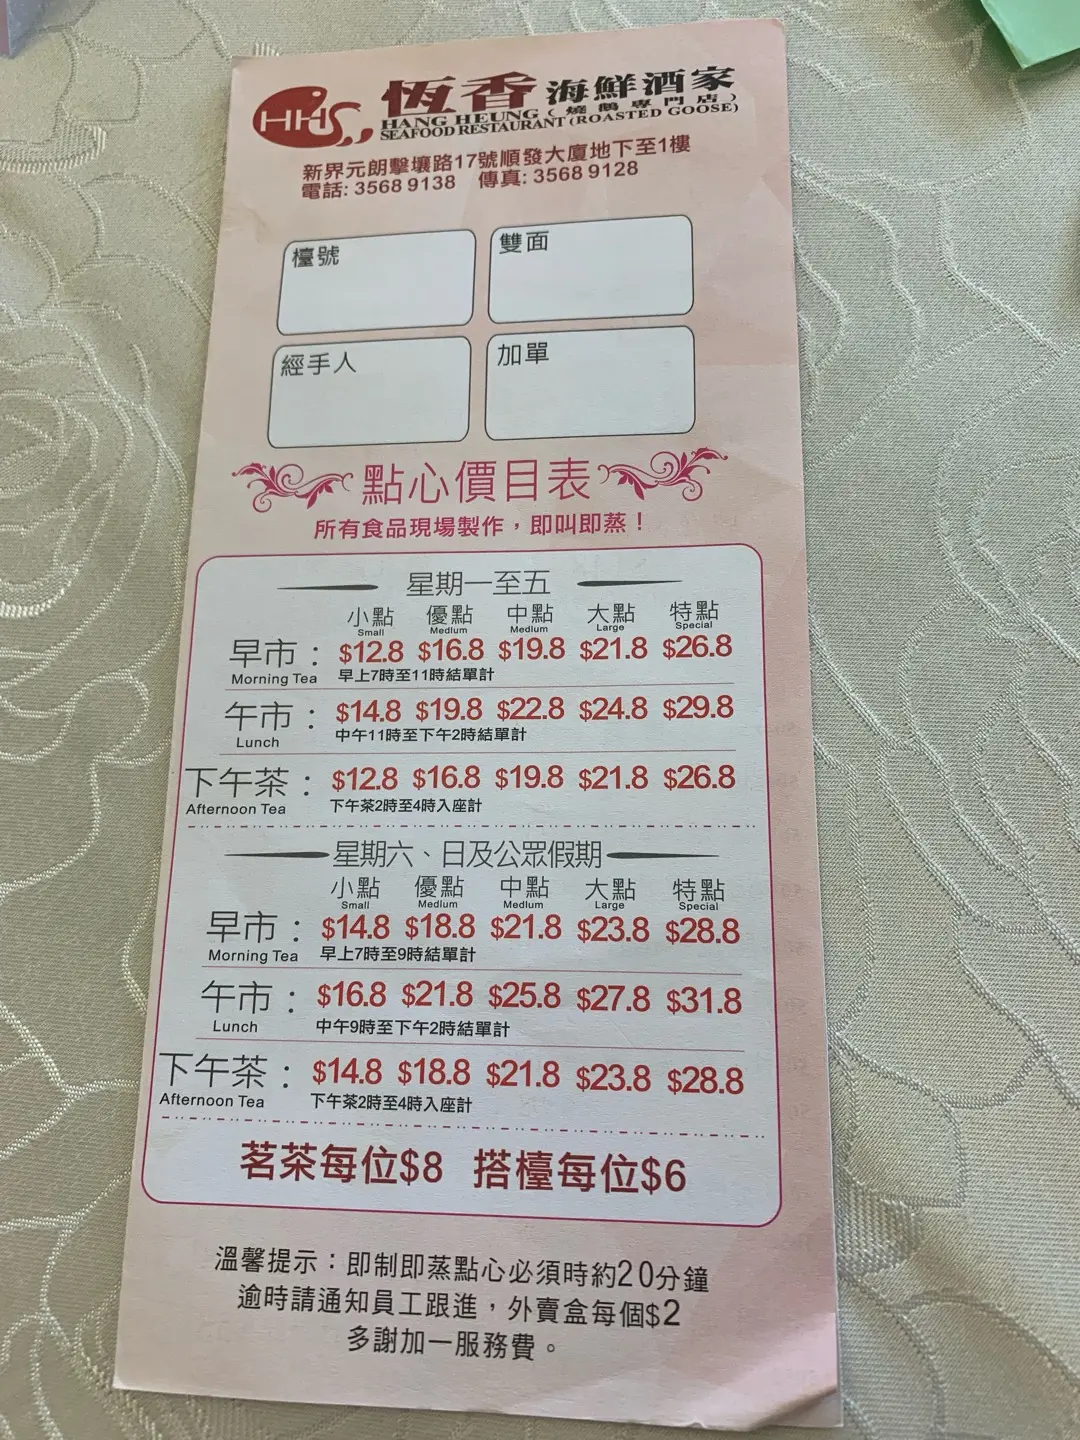 HHS
恆香海鮮酒家
(燒鵝專門店)
HANG HEUNG
SEAFOOD RESTAURANT (ROASTED GOOSE)
新界元朗擊壤路17號順發大廈地下至1樓
電話: 3568 9138 傳真: 3568 9128
檯號 雙面
經手人 加單
點心價目表
所有食品現場製作，即叫即蒸！
星期一至五
小點 優點 中點 大點 特點
Small Medium Medium Large Special
早市： $12.8 $16.8 $19.8 $21.8 $26.8
Morning Tea 早上7時至11時結單計
午市： $14.8 $19.8 $22.8 $24.8 $29.8
Lunch 中午11時至下午2時結單計
下午茶： $12.8 $16.8 $19.8 $21.8 $26.8
Afternoon Tea 下午茶2時至4時入座計
星期六、日及公眾假期
小點 優點 中點 大點 特點
Small Medium Medium Large Special
早市： $14.8 $18.8 $21.8 $23.8 $28.8
Morning Tea 早上7時至9時結單計
午市： $16.8 $21.8 $25.8 $27.8 $31.8
Lunch 中午9時至下午2時結單計
下午茶： $14.8 $18.8 $21.8 $23.8 $28.8
Afternoon Tea 下午茶2時至4時入座計
茗茶每位$8 搭檯每位$6
溫馨提示：即制即蒸點心必須時約20分鐘
逾時請通知員工跟進，外賣盒每個$2
多謝加一服務費。